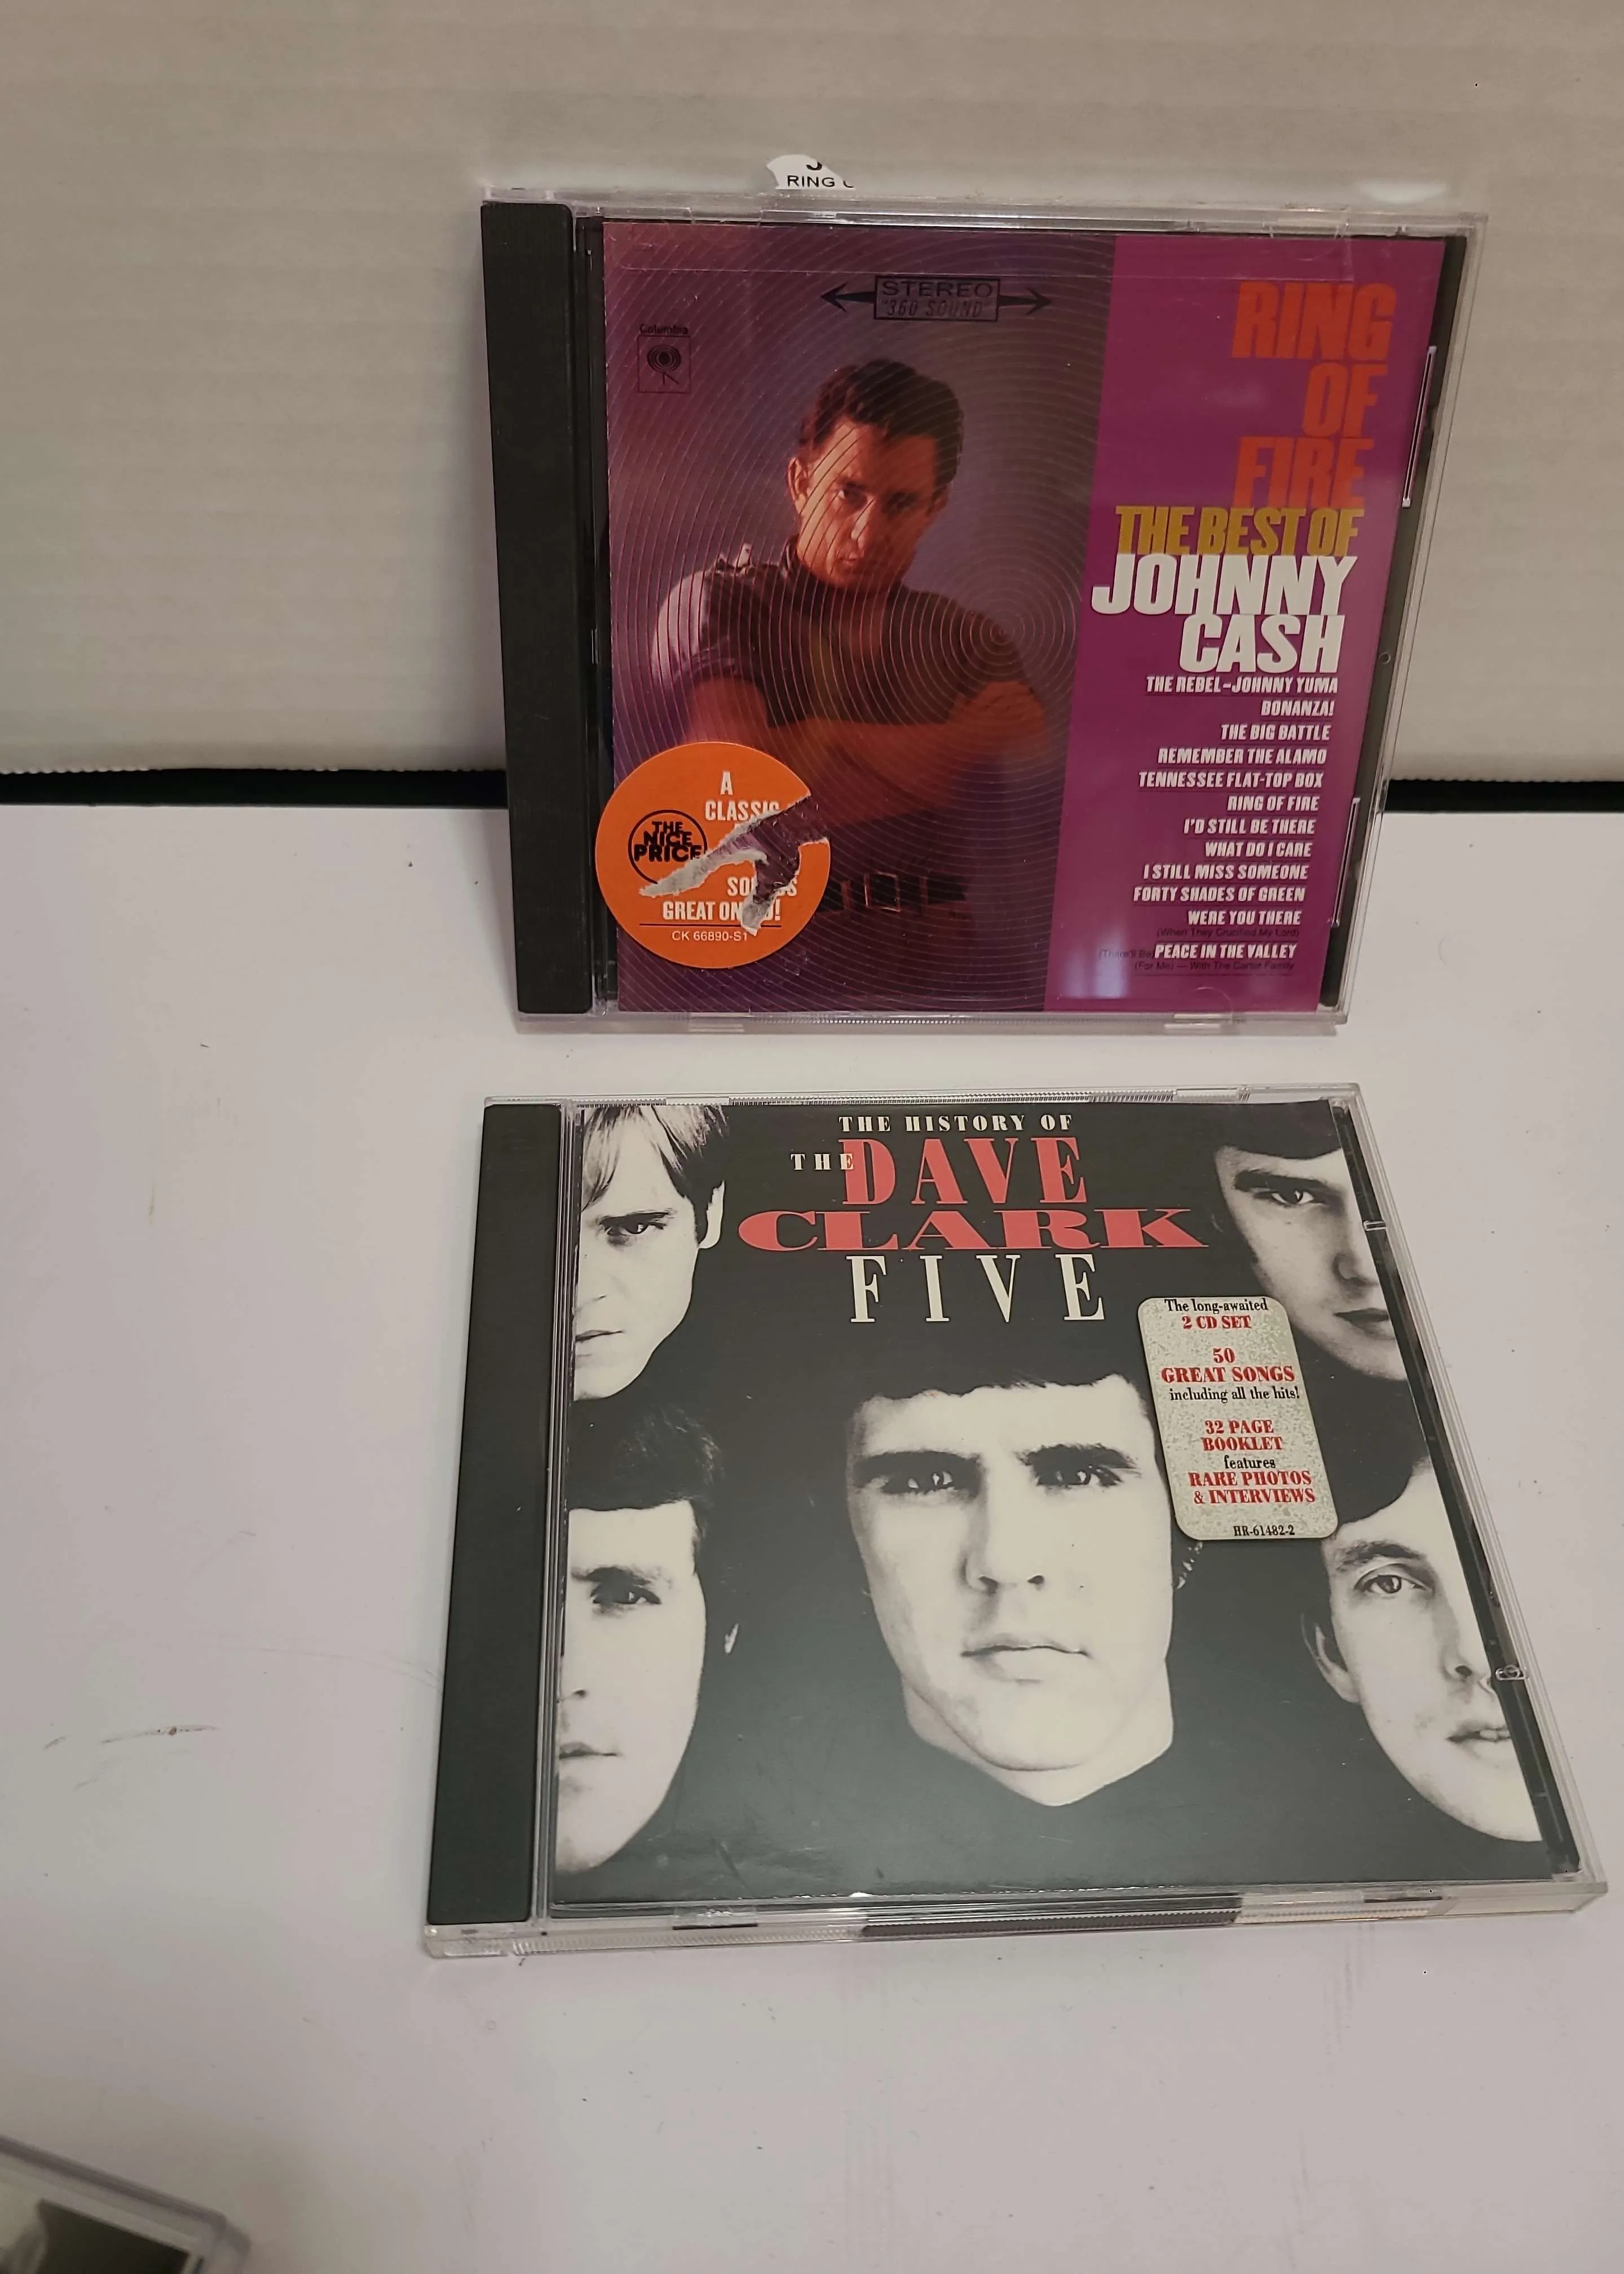 RING
STEREO
"360 SOUND"
Columbia
RING
OF
FIRE
THE BEST OF
JOHNNY
CASH
THE REBEL-JOHNNY YUMA
BONANZA!
THE BIG BATTLE
REMEMBER THE ALAMO
TENNESSEE FLAT-TOP BOX
RING OF FIRE
I'D STILL BE THERE
WHAT DO I CARE
I STILL MISS SOMEONE
FORTY SHADES OF GREEN
WERE YOU THERE
(When They Crucified My Lord)
(There'll Be) PEACE IN THE VALLEY
(For Me) — With The Carter Family
A
CLASSIC
THE
NICE
PRICE
GREAT
CK 66890-S1
THE HISTORY OF
THE DAVE
CLARK
FIVE
The long-awaited
2 CD SET
50
GREAT SONGS
including all the hits!
32 PAGE
BOOKLET
features
RARE PHOTOS
& INTERVIEWS
HR-61482-2